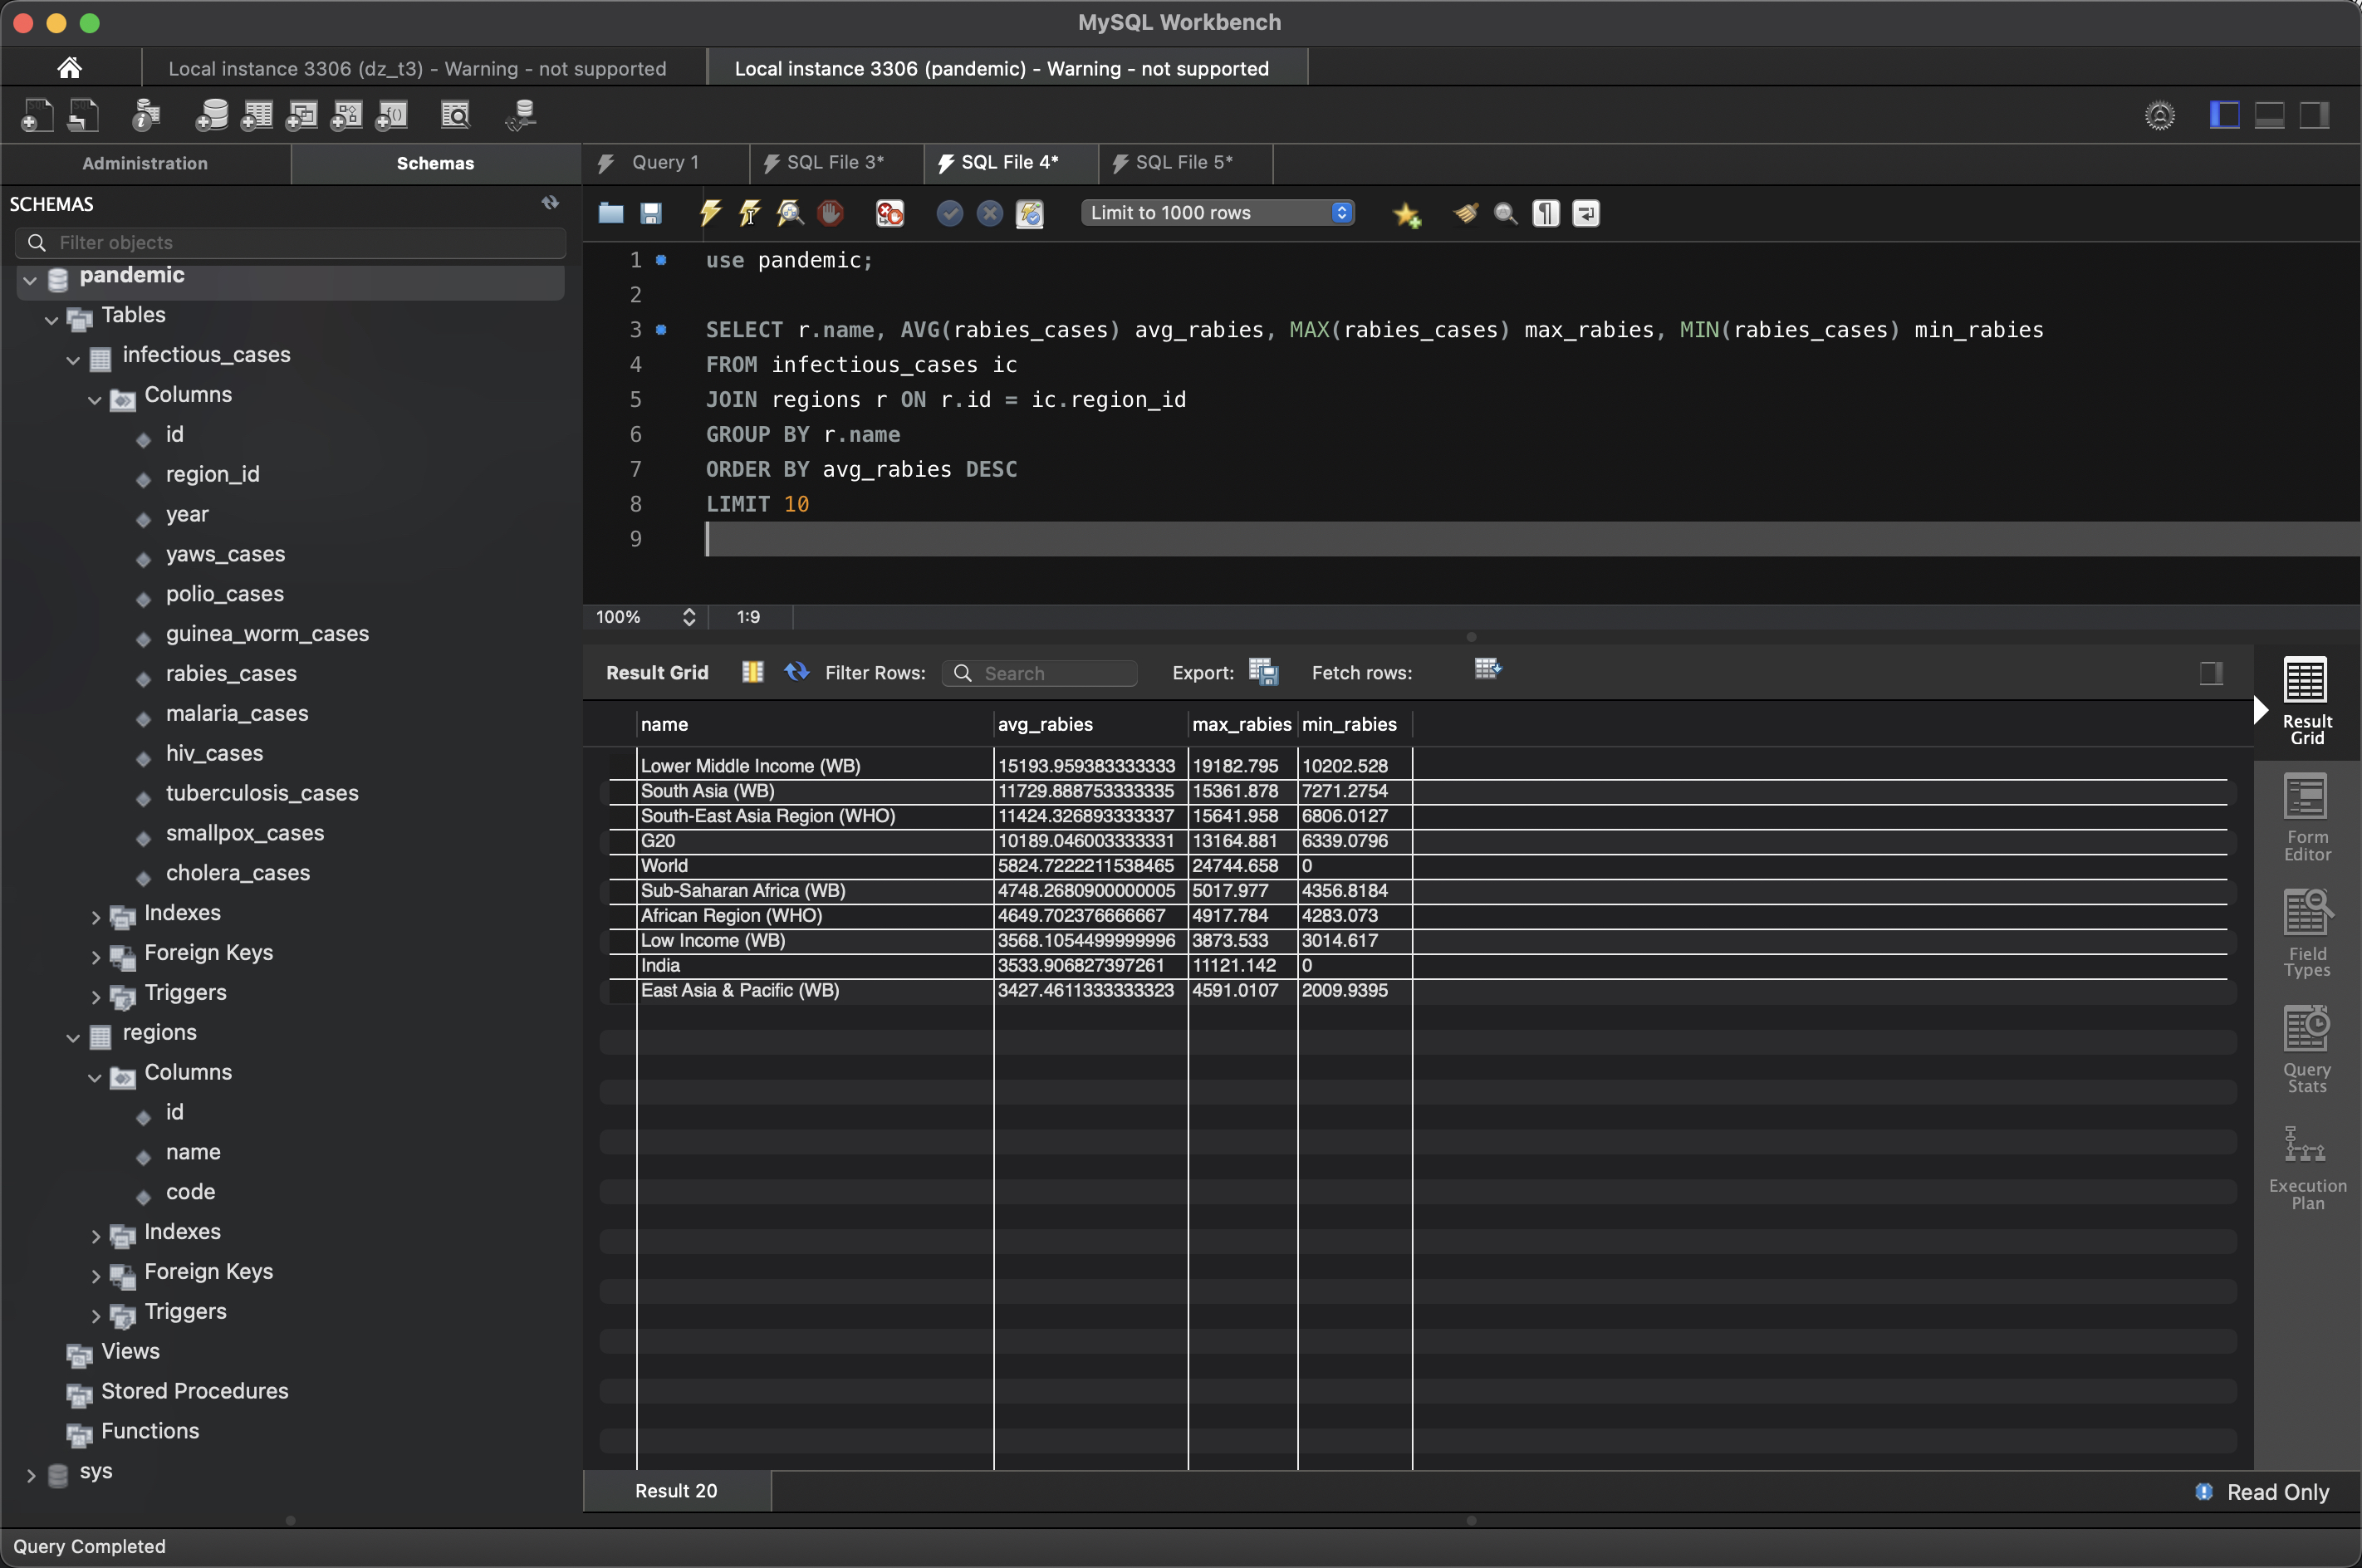 MySQL Workbench
Local instance 3306 (dz_t3) - Warning - not supported
Local instance 3306 (pandemic) - Warning - not supported
Administration
Schemas
Query 1
SQL File 3*
SQL File 4*
SQL File 5*
SCHEMAS
Filter objects
Limit to 1000 rows
pandemic
Tables
infectious_cases
Columns
id
region_id
year
yaws_cases
polio_cases
guinea_worm_cases
rabies_cases
malaria_cases
hiv_cases
tuberculosis_cases
smallpox_cases
cholera_cases
Indexes
Foreign Keys
Triggers
regions
Columns
id
name
code
Indexes
Foreign Keys
Triggers
Views
Stored Procedures
Functions
sys
1 use pandemic;
2
3 SELECT r.name, AVG(rabies_cases) avg_rabies, MAX(rabies_cases) max_rabies, MIN(rabies_cases) min_rabies
4 FROM infectious_cases ic
5 JOIN regions r ON r.id = ic.region_id
6 GROUP BY r.name
7 ORDER BY avg_rabies DESC
8 LIMIT 10
9
100% 1:9
Result Grid Filter Rows: Search Export: Fetch rows:
name avg_rabies max_rabies min_rabies
Lower Middle Income (WB) 15193.959383333333 19182.795 10202.528
South Asia (WB) 11729.888753333335 15361.878 7271.2754
South-East Asia Region (WHO) 11424.326893333337 15641.958 6806.0127
G20 10189.046003333331 13164.881 6339.0796
World 5824.7222211538465 24744.658 0
Sub-Saharan Africa (WB) 4748.2680900000005 5017.977 4356.8184
African Region (WHO) 4649.702376666667 4917.784 4283.073
Low Income (WB) 3568.1054499999996 3873.533 3014.617
India 3533.906827397261 11121.142 0
East Asia & Pacific (WB) 3427.4611333333323 4591.0107 2009.9395
Result
Grid
Form
Editor
Field
Types
Query
Stats
Execution
Plan
Result 20
Read Only
Query Completed